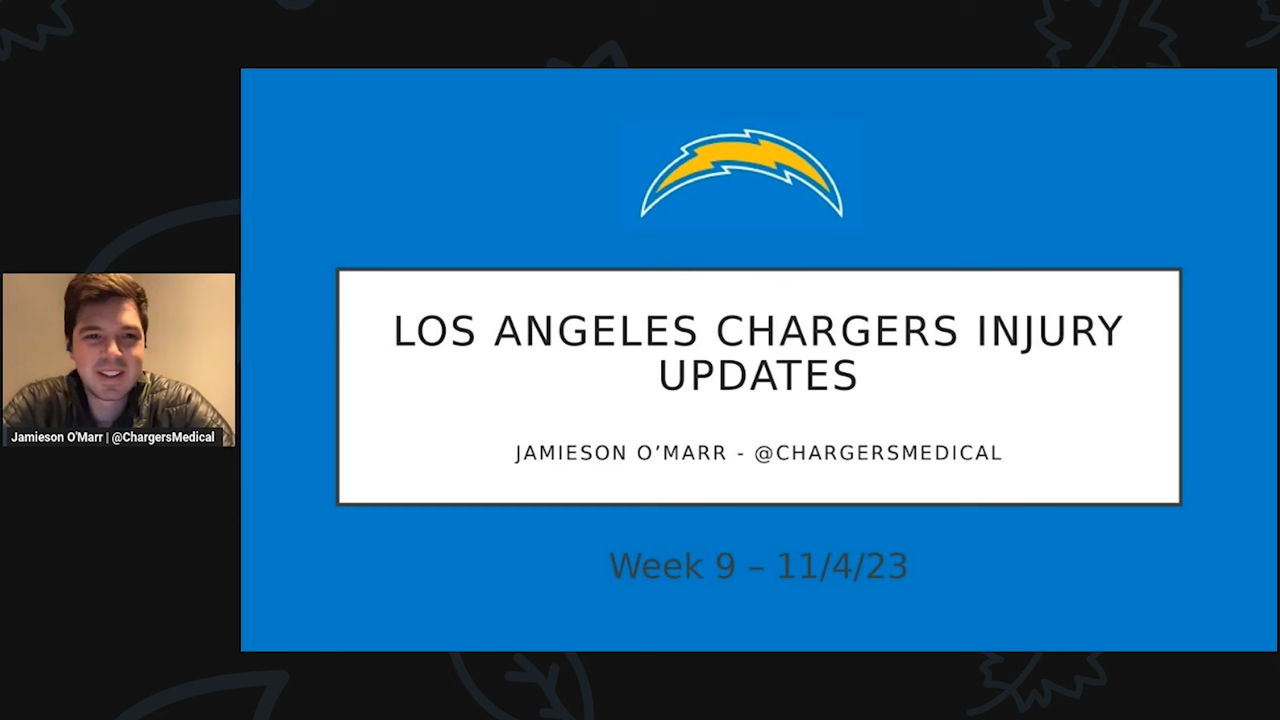 LOS ANGELES CHARGERS INJURY
UPDATES
JAMIESON O’MARR - @CHARGERSMEDICAL
Week 9 – 11/4/23
Jamieson O'Marr | @ChargersMedical